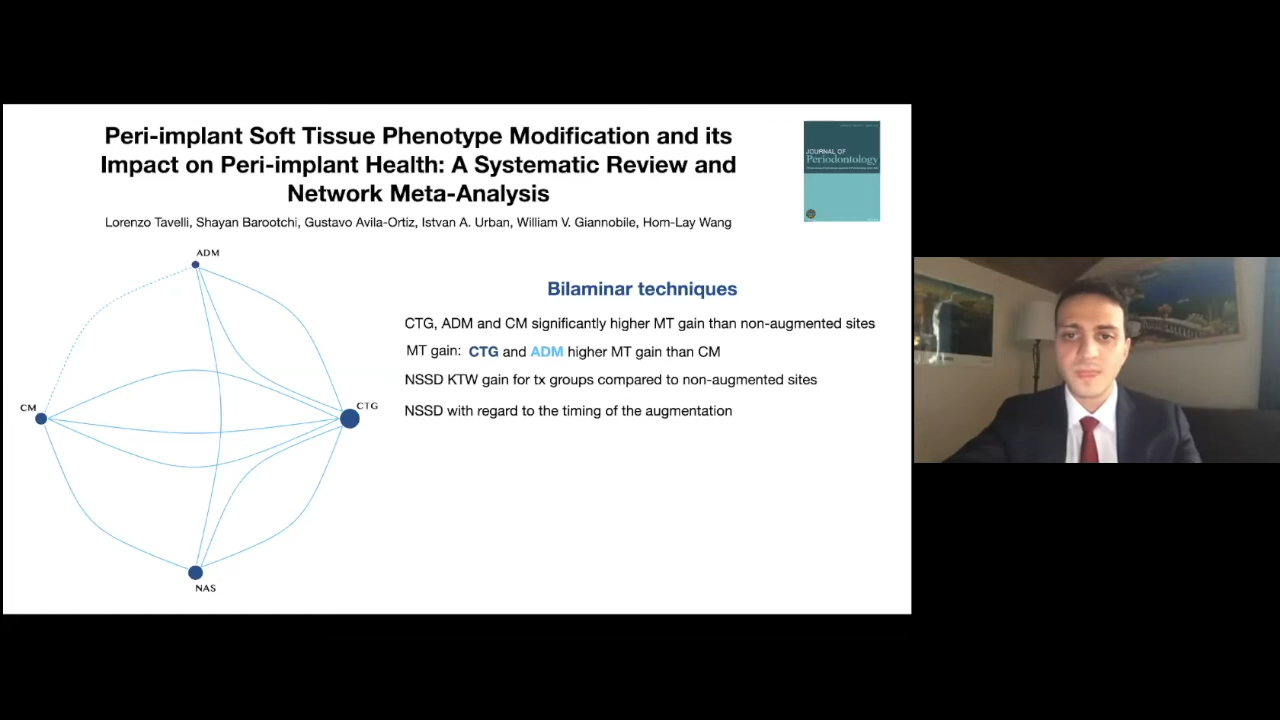 Peri-implant Soft Tissue Phenotype Modification and its
Impact on Peri-implant Health: A Systematic Review and
Network Meta-Analysis
Lorenzo Tavelli, Shayan Barootchi, Gustavo Avila-Ortiz, Istvan A. Urban, William V. Giannobile, Hom-Lay Wang
JOURNAL OF
Periodontology
ADM
CM
CTG
NAS
Bilaminar techniques
CTG, ADM and CM significantly higher MT gain than non-augmented sites
MT gain: CTG and ADM higher MT gain than CM
NSSD KTW gain for tx groups compared to non-augmented sites
NSSD with regard to the timing of the augmentation